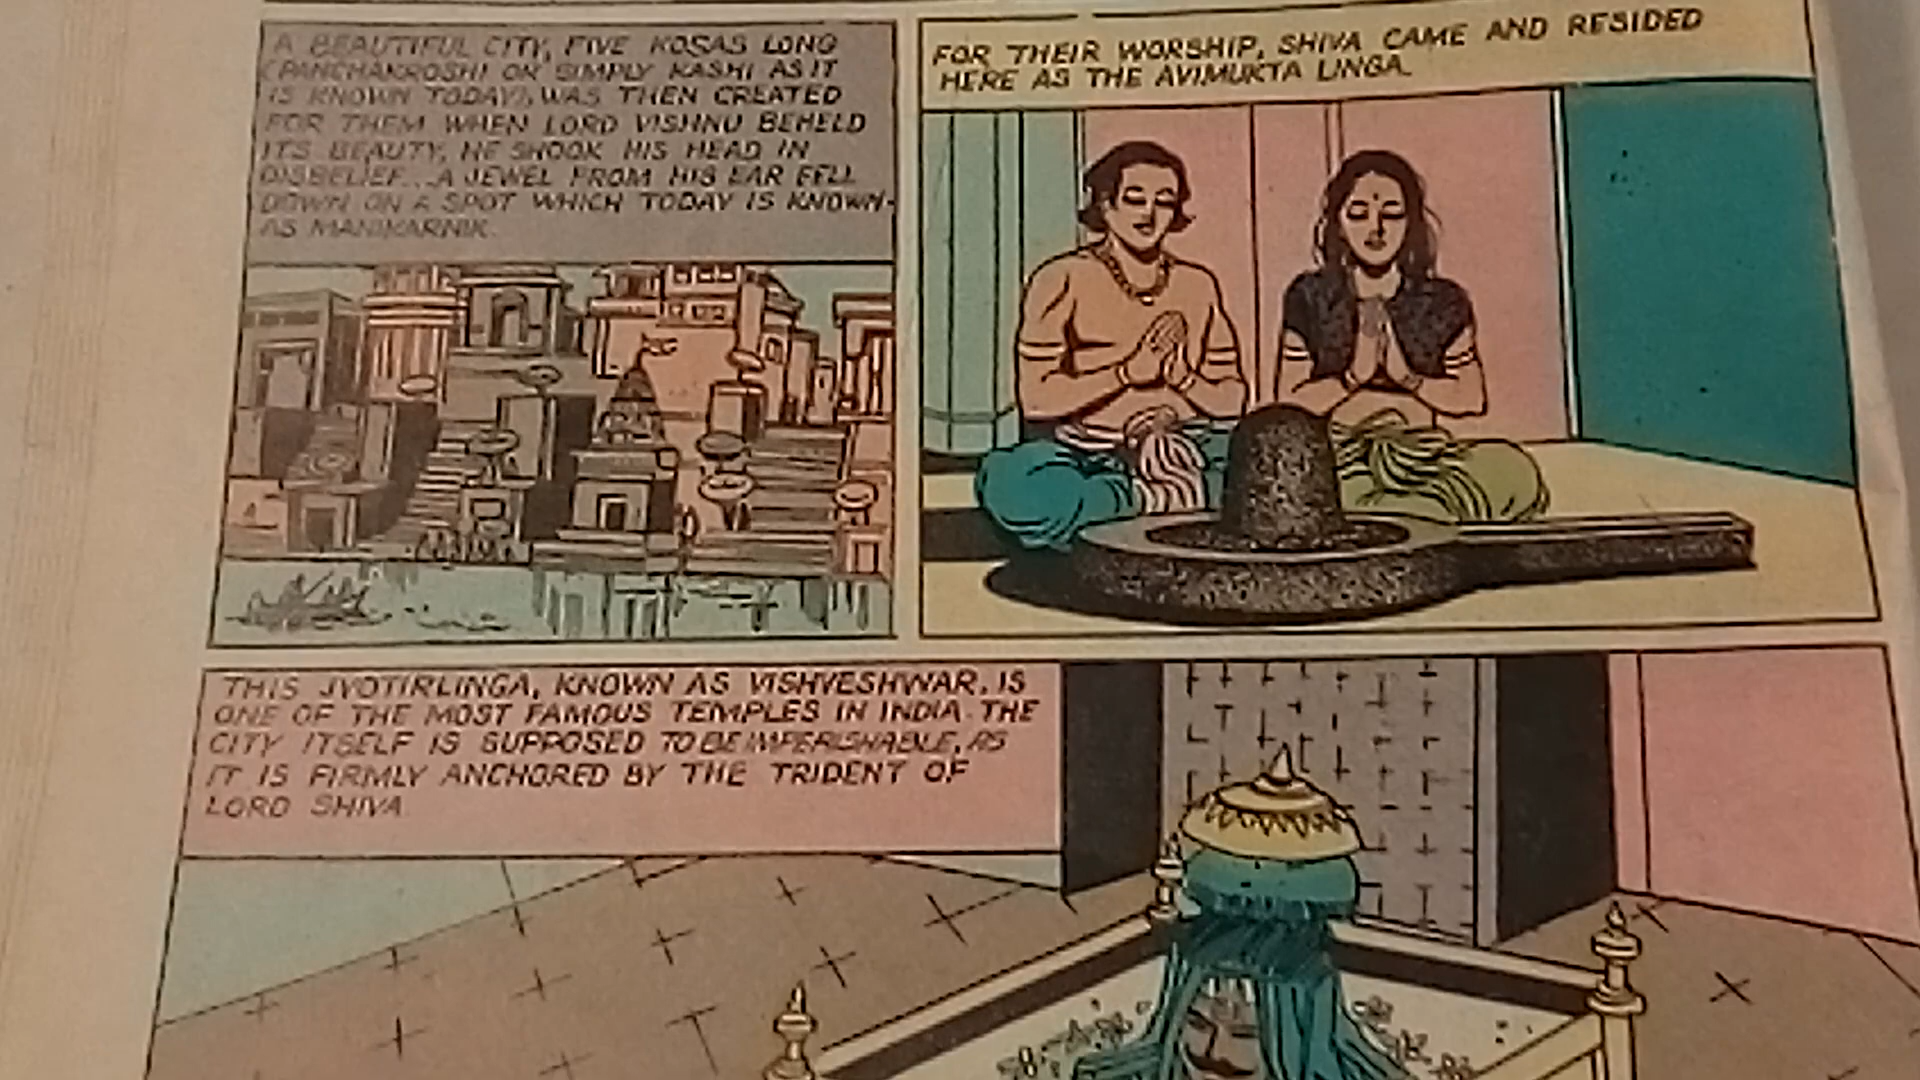 A BEAUTIFUL CITY, FIVE KOSAS LONG
(PANCHAKROSHI OR SIMPLY KASHI AS IT
IS KNOWN TODAY), WAS THEN CREATED
FOR THEM WHEN LORD VISHNU BEHELD
ITS BEAUTY, HE SHOOK HIS HEAD IN
DISBELIEF...A JEWEL FROM HIS EAR FELL
DOWN ON A SPOT WHICH TODAY IS KNOWN-
AS MANIKARNIK.
FOR THEIR WORSHIP, SHIVA CAME AND RESIDED
HERE AS THE AVIMUKTA LINGA.
THIS JYOTIRLINGA, KNOWN AS VISHVESHWAR, IS
ONE OF THE MOST FAMOUS TEMPLES IN INDIA. THE
CITY ITSELF IS SUPPOSED TO BE IMPERISHABLE, AS
IT IS FIRMLY ANCHORED BY THE TRIDENT OF
LORD SHIVA.